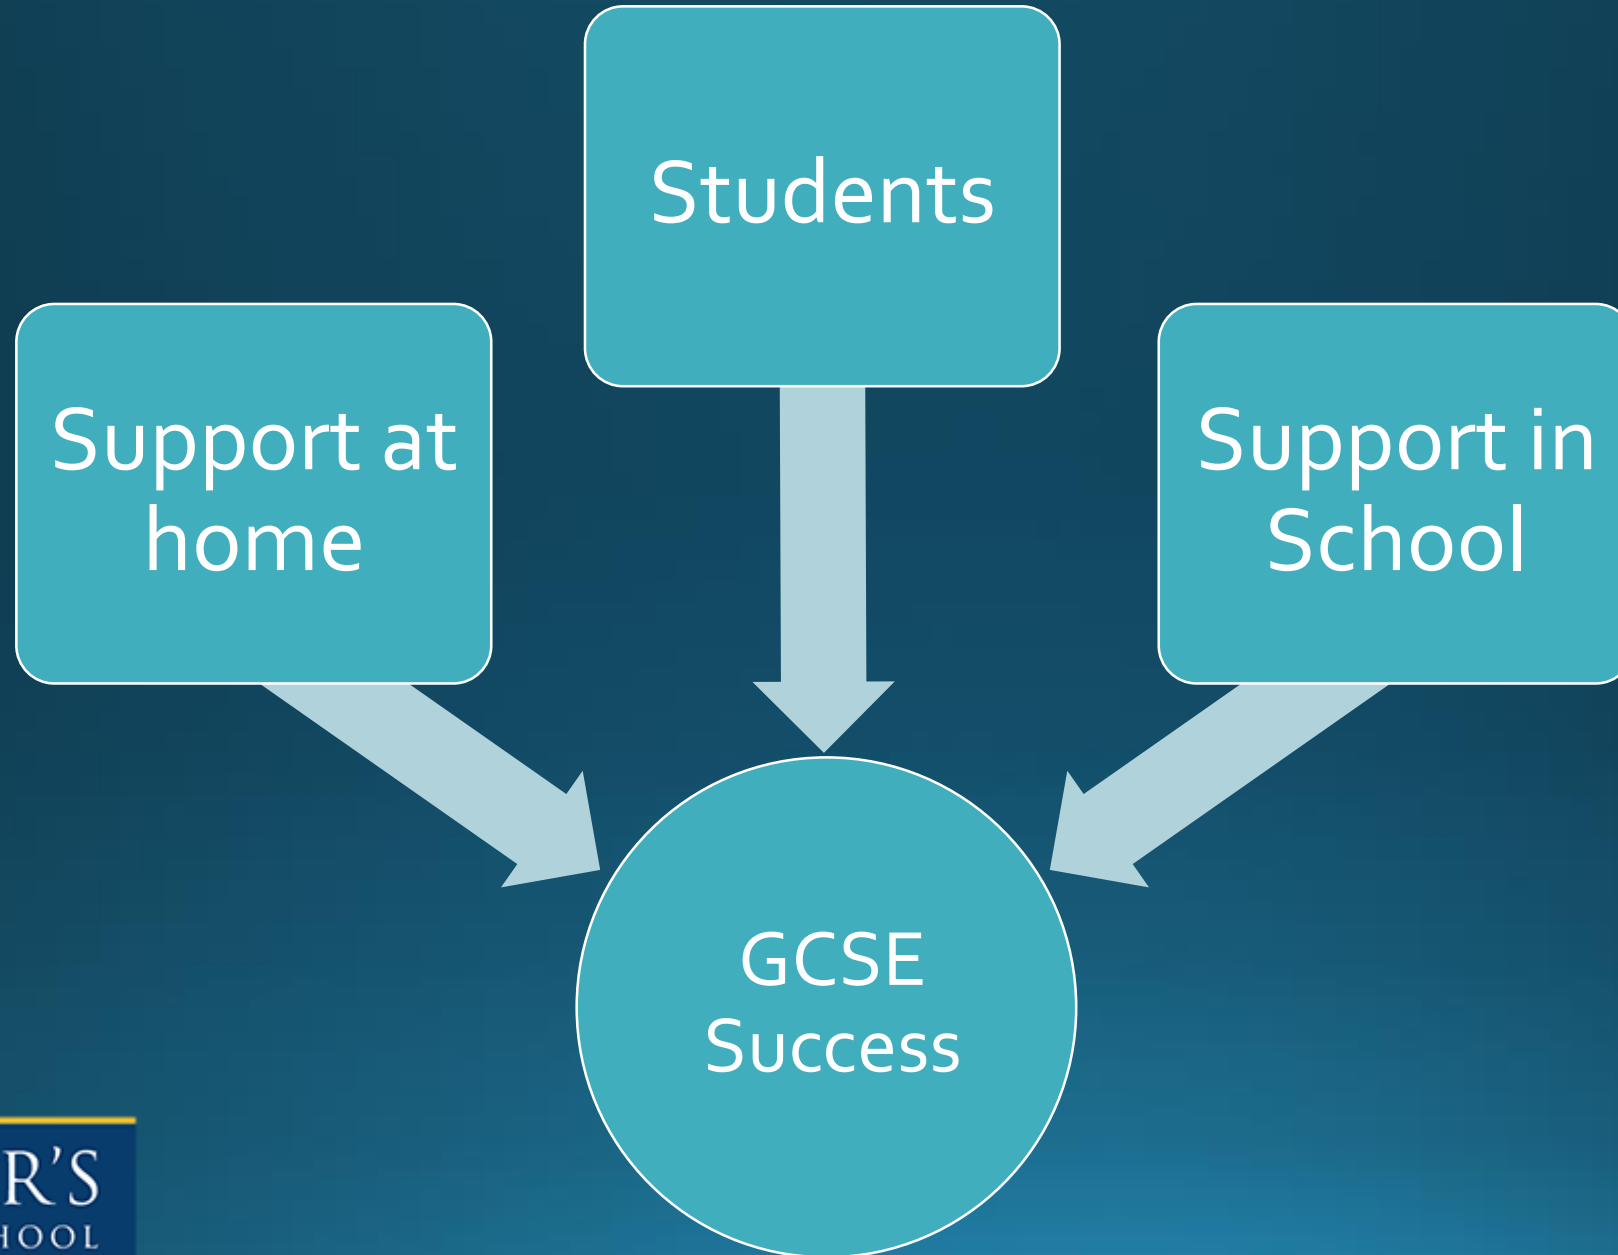 Students
Support at
home
Support in
School
GCSE
Success
R'S
HOOL